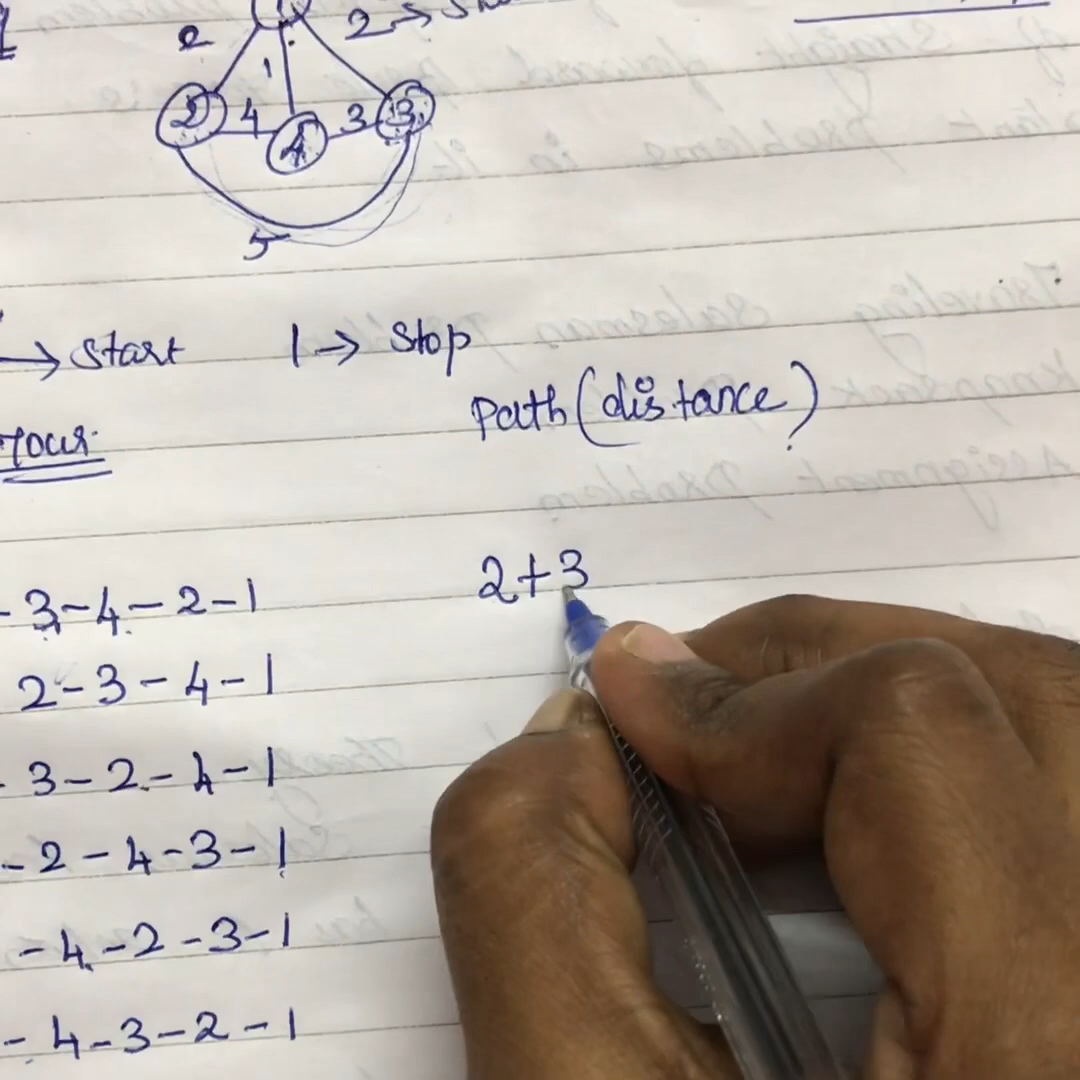 2 2 →
1
2 4 4 3 3
5
→ Start 1 → Stop
Path (distance)
Tour
- 3 - 4 - 2 - 1 2 + 3
2 - 3 - 4 - 1
- 3 - 2 - 4 - 1
- 2 - 4 - 3 - 1
- 4 - 2 - 3 - 1
- 4 - 3 - 2 - 1